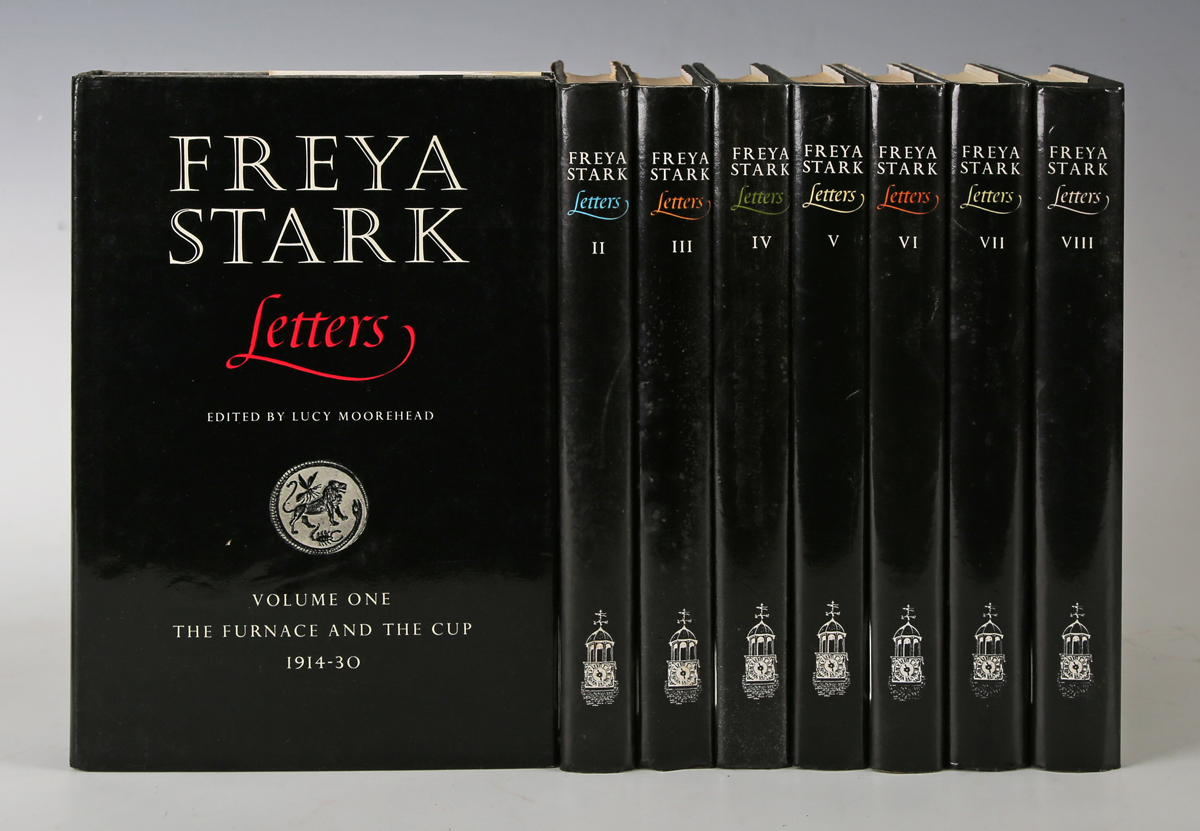 FREYA
STARK
Letters
EDITED BY LUCY MOOREHEAD
VOLUME ONE
THE FURNACE AND THE CUP
1914-30
FREYA
STARK
Letters
II
FREYA
STARK
Letters
III
FREYA
STARK
Letters
IV
FREYA
STARK
Letters
V
FREYA
STARK
Letters
VI
FREYA
STARK
Letters
VII
FREYA
STARK
Letters
VIII